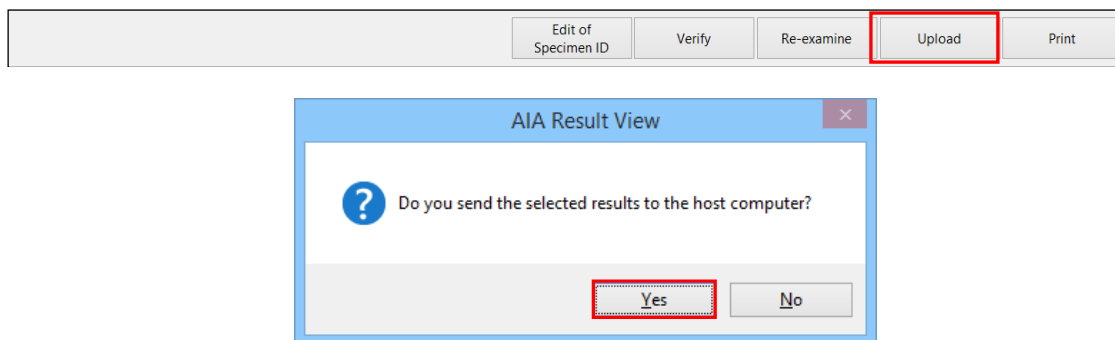 Edit of
Specimen ID
Verify
Re-examine
Upload
Print
AIA Result View
Do you send the selected results to the host computer?
Yes
No